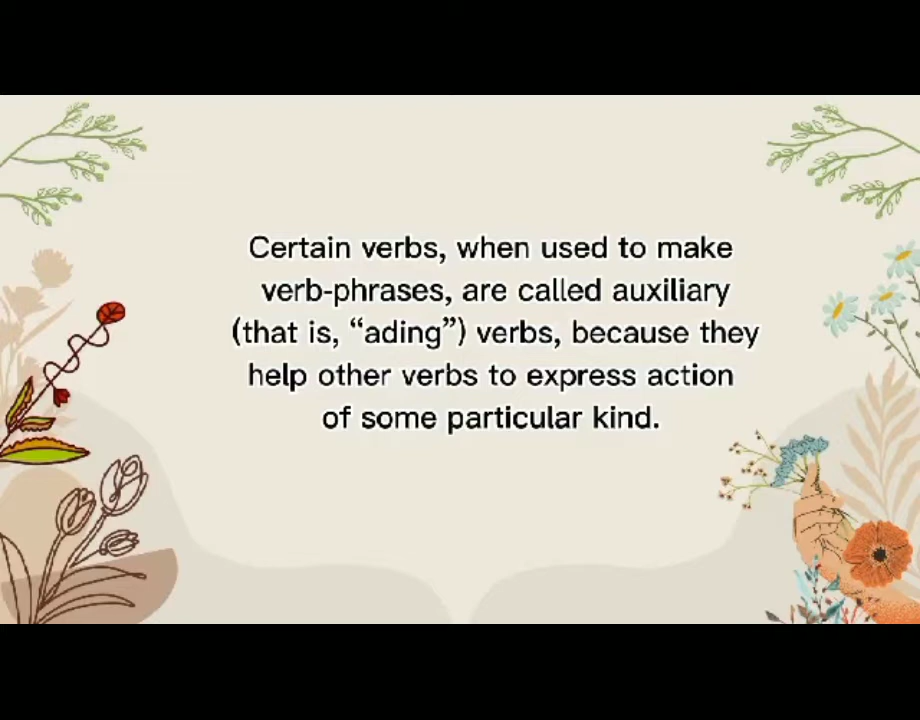 Certain verbs, when used to make
verb-phrases, are called auxiliary
(that is, “ading”) verbs, because they
help other verbs to express action
of some particular kind.